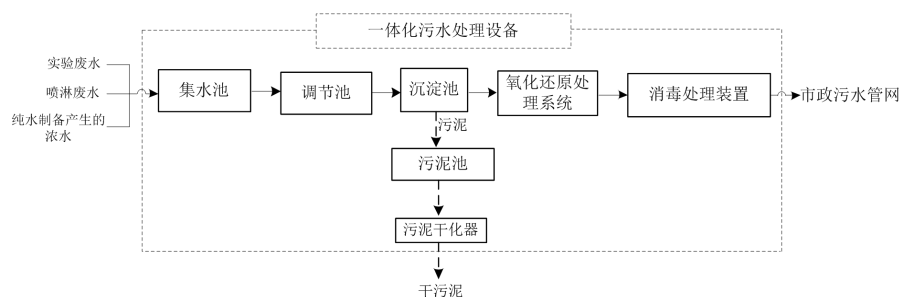 一体化污水处理设备
实验废水
喷淋废水
纯水制备产生的
浓水
集水池
调节池
沉淀池
氧化还原处
理系统
消毒处理装置
市政污水管网
污泥
污泥池
污泥干化器
干污泥